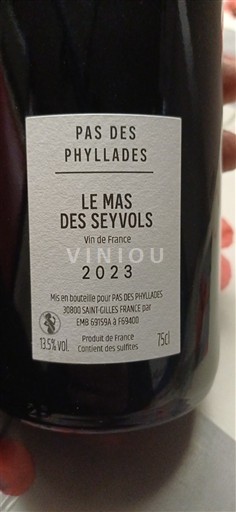 PAS DES
PHYLLADES
LE MAS
DES SEYVOLS
Vin de France
VINIOU
2023
Mis en bouteille pour PAS DES PHYLLADES
30800 SAINT-GILLES FRANCE par
EMB 69159A à F69400
13.5% vol.
Produit de France
Contient des sulfites
75cl